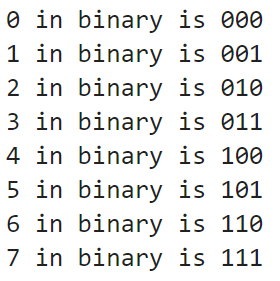 0 in binary is 000
1 in binary is 001
2 in binary is 010
3 in binary is 011
4 in binary is 100
5 in binary is 101
6 in binary is 110
7 in binary is 111